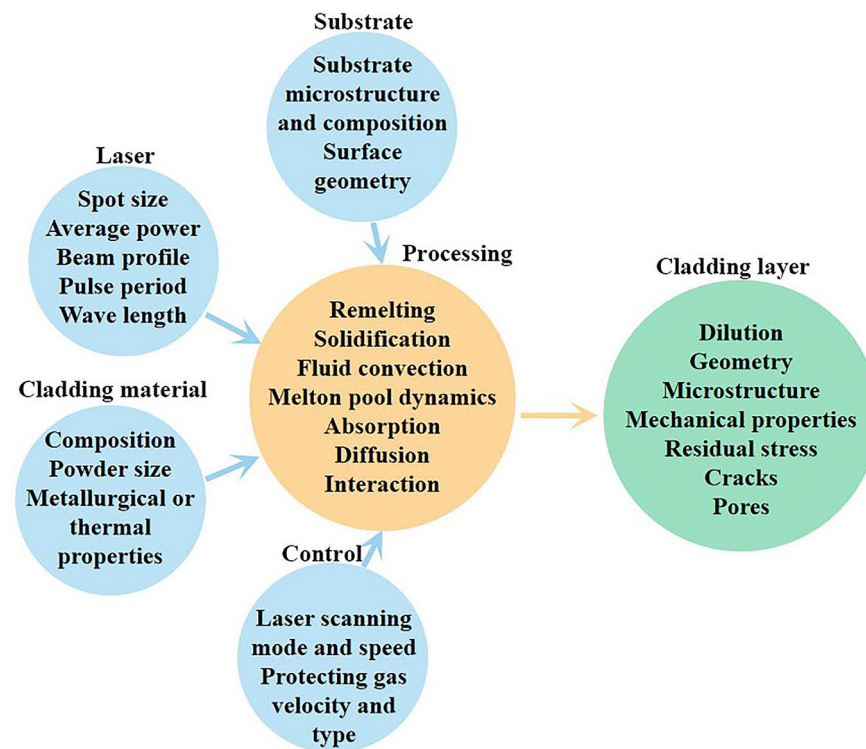 Substrate
Substrate
microstructure
and composition
Surface
geometry
Laser
Spot size
Average power
Beam profile
Pulse period
Wave length
Processing
Remelting
Solidification
Fluid convection
Melton pool dynamics
Absorption
Diffusion
Interaction
Cladding layer
Dilution
Geometry
Microstructure
Mechanical properties
Residual stress
Cracks
Pores
Cladding material
Composition
Powder size
Metallurgical or
thermal
properties
Control
Laser scanning
mode and speed
Protecting gas
velocity and
type